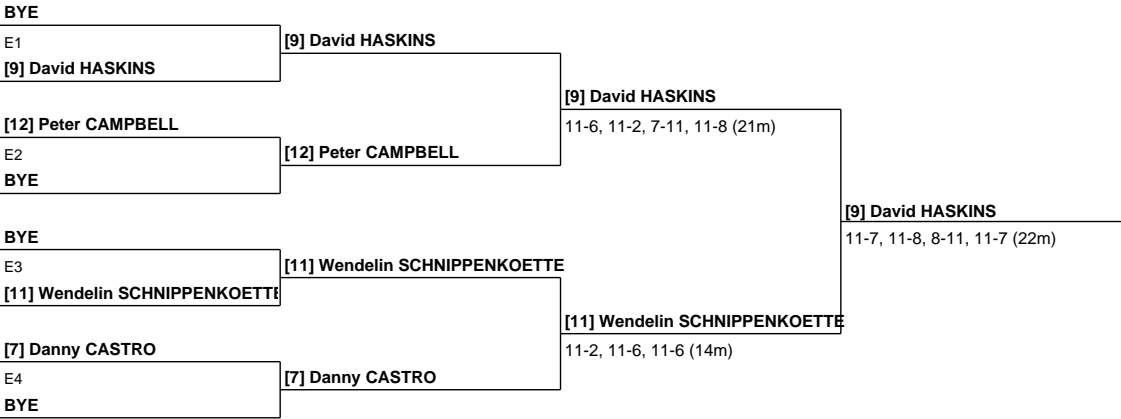 BYE
E1
[9] David HASKINS
[12] Peter CAMPBELL
E2
BYE
BYE
E3
[11] Wendelin SCHNIPPENKOETTE
[7] Danny CASTRO
E4
BYE
[9] David HASKINS
[12] Peter CAMPBELL
[11] Wendelin SCHNIPPENKOETTE
[7] Danny CASTRO
[9] David HASKINS
11-6, 11-2, 7-11, 11-8 (21m)
[11] Wendelin SCHNIPPENKOETTE
11-2, 11-6, 11-6 (14m)
[9] David HASKINS
11-7, 11-8, 8-11, 11-7 (22m)